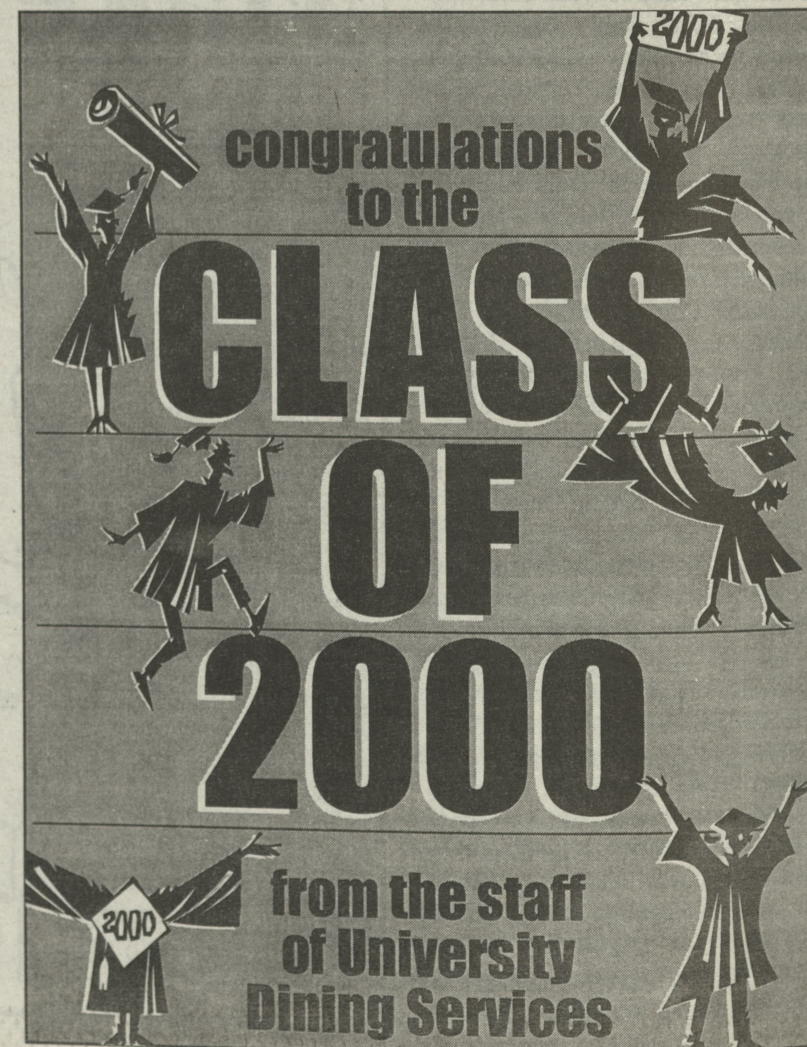 2000
congratulations
to the
CLASS
OF
2000
2000
from the staff
of University
Dining Services